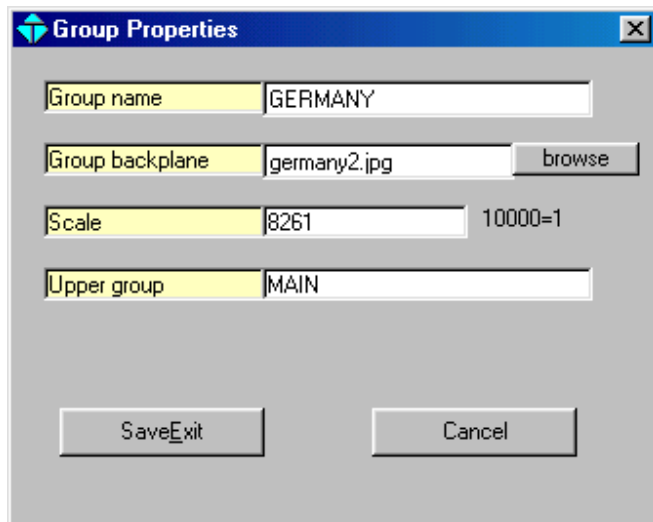 Group Properties
Group name GERMANY
Group backplane germany2.jpg browse
Scale 8261 10000=1
Upper group MAIN
SaveExit Cancel